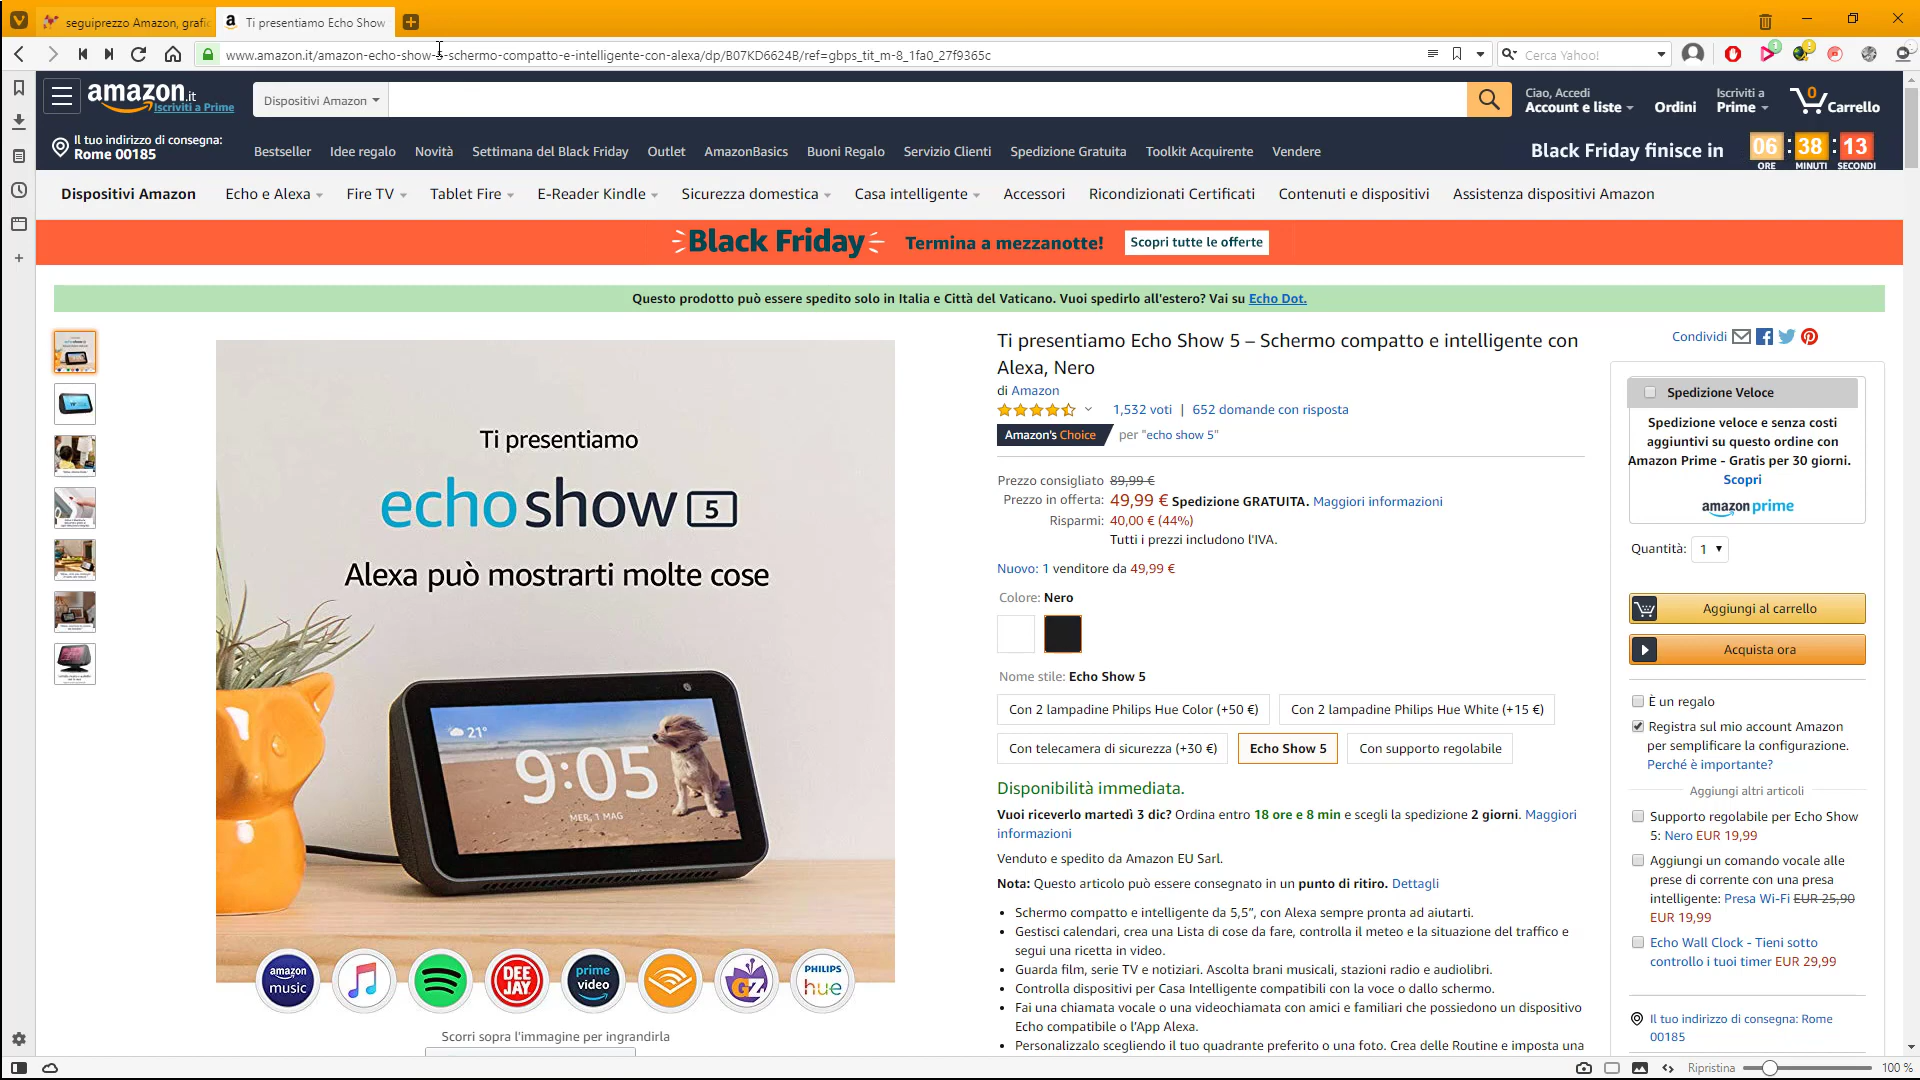 seguiprezzo Amazon, grafic
Ti presentiamo Echo Show
www.amazon.it/amazon-echo-show-5-schermo-compatto-e-intelligente-con-alexa/dp/B07KD6624B/ref=gbps_tit_m-8_1fa0_27f9365c
Cerca Yahoo!
amazon.it
Iscriviti a Prime
Dispositivi Amazon
Ciao, Accedi
Account e liste
Ordini
Iscriviti a
Prime
0
Carrello
Il tuo indirizzo di consegna:
Rome 00185
Bestseller Idee regalo Novità Settimana del Black Friday Outlet AmazonBasics Buoni Regalo Servizio Clienti Spedizione Gratuita Toolkit Acquirente Vendere
Black Friday finisce in 06 : 38 : 13
ORE MINUTI SECONDI
Dispositivi Amazon Echo e Alexa Fire TV Tablet Fire E-Reader Kindle Sicurezza domestica Casa intelligente Accessori Ricondizionati Certificati Contenuti e dispositivi Assistenza dispositivi Amazon
Black Friday Termina a mezzanotte! Scopri tutte le offerte
Questo prodotto può essere spedito solo in Italia e Città del Vaticano. Vuoi spedirlo all'estero? Vai su Echo Dot.
Ti presentiamo
echo show 5
Alexa può mostrarti molte cose
21°
9:05
MER, 1 MAG
amazon music
DEE JAY
prime video
GZ
PHILIPS hue
Scorri sopra l'immagine per ingrandirla
Ti presentiamo Echo Show 5 – Schermo compatto e intelligente con
Alexa, Nero
di Amazon
1,532 voti | 652 domande con risposta
Amazon's Choice per "echo show 5"
Prezzo consigliato 89,99 €
Prezzo in offerta: 49,99 € Spedizione GRATUITA. Maggiori informazioni
Risparmi: 40,00 € (44%)
Tutti i prezzi includono l'IVA.
Nuovo: 1 venditore da 49,99 €
Colore: Nero
Nome stile: Echo Show 5
Con 2 lampadine Philips Hue Color (+50 €) Con 2 lampadine Philips Hue White (+15 €)
Con telecamera di sicurezza (+30 €) Echo Show 5 Con supporto regolabile
Disponibilità immediata.
Vuoi riceverlo martedì 3 dic? Ordina entro 18 ore e 8 min e scegli la spedizione 2 giorni. Maggiori
informazioni
Venduto e spedito da Amazon EU Sarl.
Nota: Questo articolo può essere consegnato in un punto di ritiro. Dettagli
• Schermo compatto e intelligente da 5,5”, con Alexa sempre pronta ad aiutarti.
• Gestisci calendari, crea una Lista di cose da fare, controlla il meteo e la situazione del traffico e
segui una ricetta in video.
• Guarda film, serie TV e notiziari. Ascolta brani musicali, stazioni radio e audiolibri.
• Controlla dispositivi per Casa Intelligente compatibili con la voce o dallo schermo.
• Fai una chiamata vocale o una videochiamata con amici e familiari che possiedono un dispositivo
Echo compatibile o l'App Alexa.
• Personalizzalo scegliendo il tuo quadrante preferito o una foto. Crea delle Routine e imposta una
Condividi
Spedizione Veloce
Spedizione veloce e senza costi
aggiuntivi su questo ordine con
Amazon Prime - Gratis per 30 giorni.
Scopri
amazon prime
Quantità: 1
Aggiungi al carrello
Acquista ora
È un regalo
Registra sul mio account Amazon
per semplificare la configurazione.
Perché è importante?
Aggiungi altri articoli
Supporto regolabile per Echo Show
5: Nero EUR 19,99
Aggiungi un comando vocale alle
prese di corrente con una presa
intelligente: Presa Wi-Fi EUR 25,90
EUR 19,99
Echo Wall Clock - Tieni sotto
controllo i tuoi timer EUR 29,99
Il tuo indirizzo di consegna: Rome
00185
Ripristina 100 %